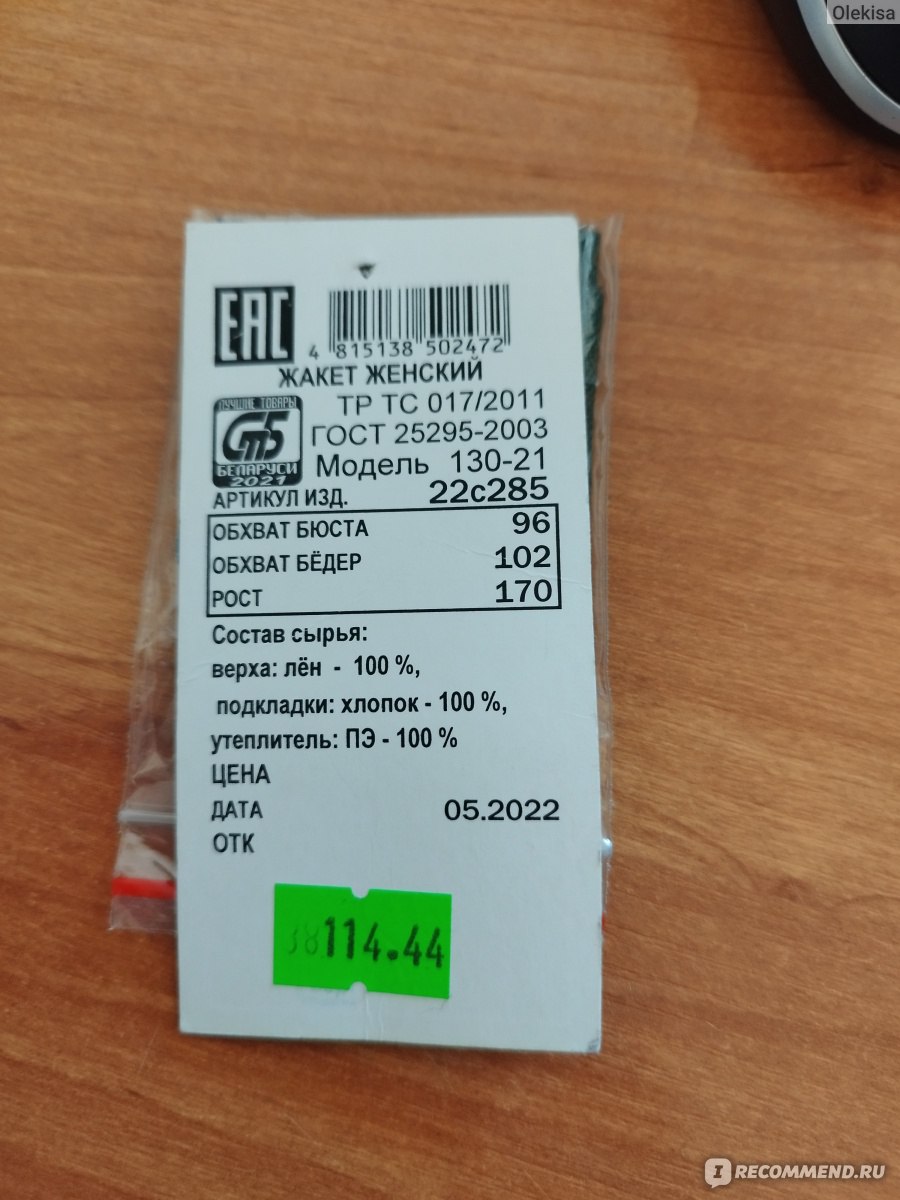 Olekisa
EAC
4 815138 502472
ЖАКЕТ ЖЕНСКИЙ
ЛУЧШИЕ ТОВАРЫ
БЕЛАРУСИ
2021
ТР ТС 017/2011
ГОСТ 25295-2003
Модель 130-21
АРТИКУЛ ИЗД. 22с285
ОБХВАТ БЮСТА 96
ОБХВАТ БЁДЕР 102
РОСТ 170
Состав сырья:
верха: лён - 100 %,
подкладки: хлопок - 100 %,
утеплитель: ПЭ - 100 %
ЦЕНА
ДАТА 05.2022
ОТК
114.44
IRECOMMEND.RU